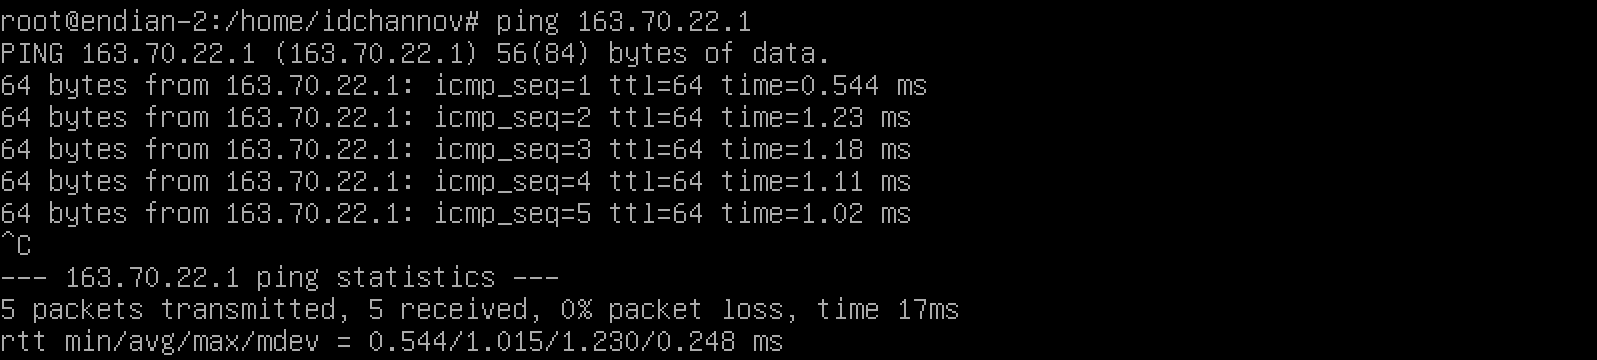 root@endian-2:/home/idchannov# ping 163.70.22.1
PING 163.70.22.1 (163.70.22.1) 56(84) bytes of data.
64 bytes from 163.70.22.1: icmp_seq=1 ttl=64 time=0.544 ms
64 bytes from 163.70.22.1: icmp_seq=2 ttl=64 time=1.23 ms
64 bytes from 163.70.22.1: icmp_seq=3 ttl=64 time=1.18 ms
64 bytes from 163.70.22.1: icmp_seq=4 ttl=64 time=1.11 ms
64 bytes from 163.70.22.1: icmp_seq=5 ttl=64 time=1.02 ms
^C
--- 163.70.22.1 ping statistics ---
5 packets transmitted, 5 received, 0% packet loss, time 17ms
rtt min/avg/max/mdev = 0.544/1.015/1.230/0.248 ms